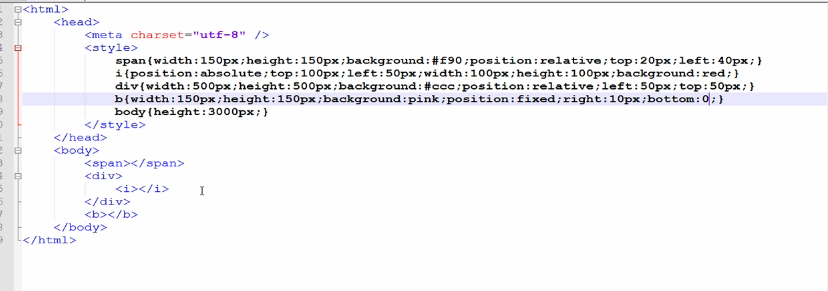 <html>
<head>
<meta charset="utf-8" />
<style>
span{width:150px;height:150px;background:#f90;position:relative;top:20px;left:40px;}
i{position:absolute;top:100px;left:50px;width:100px;height:100px;background:red;}
div{width:500px;height:500px;background:#ccc;position:relative;left:50px;top:50px;}
b{width:150px;height:150px;background:pink;position:fixed;right:10px;bottom:0;}
body{height:3000px;}
</style>
</head>
<body>
<span></span>
<div>
<i></i>
</div>
<b></b>
</body>
</html>